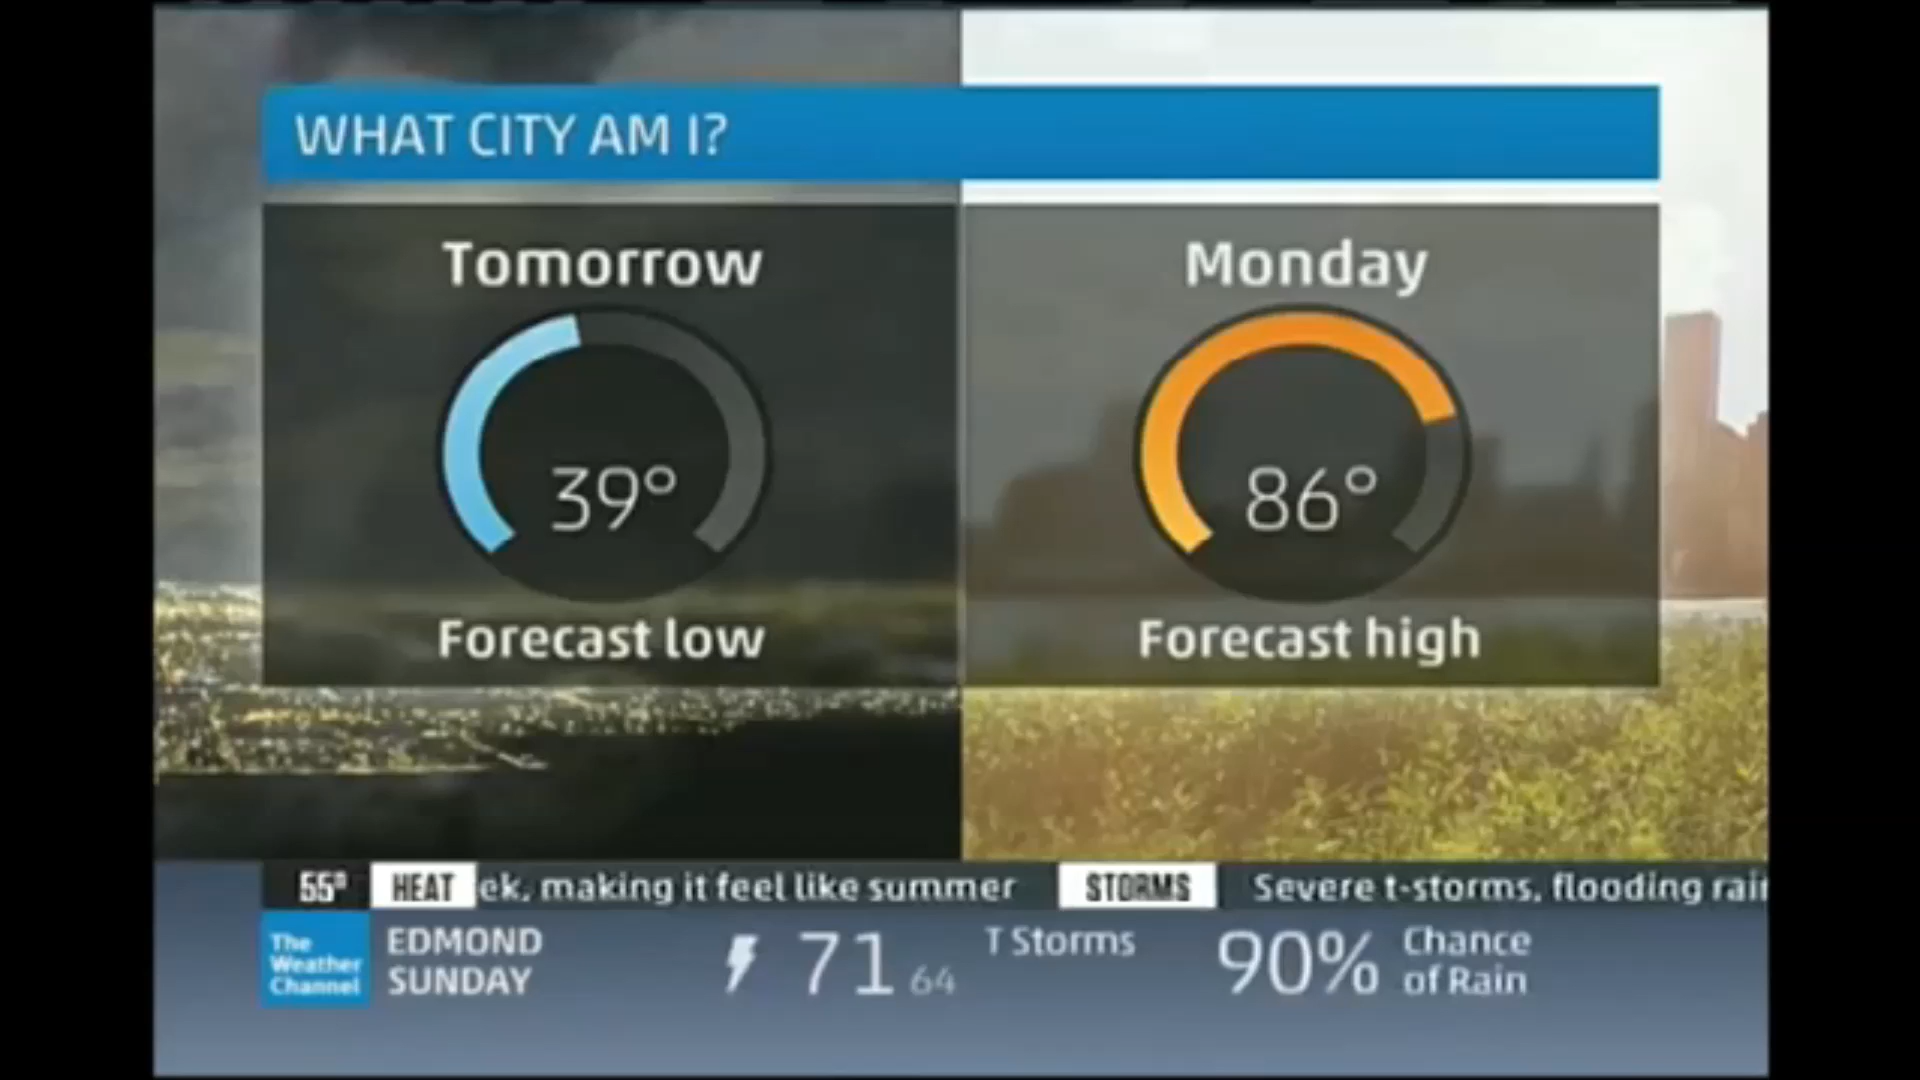 WHAT CITY AM I?
Tomorrow
39°
Forecast low
Monday
86°
Forecast high
55°
HEAT
ek, making it feel like summer
STORMS
Severe t-storms, flooding rai
The
Weather
Channel
EDMOND
SUNDAY
71
64
T Storms
90%
Chance
of Rain